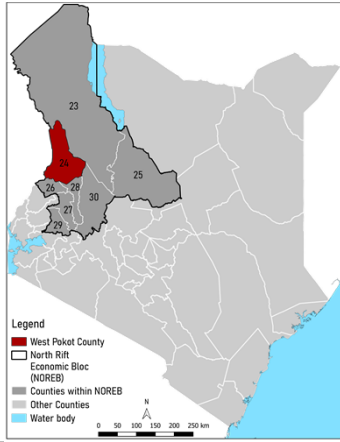 23
24
25
26
28
27
30
29
Legend
West Pokot County
North Rift
Economic Bloc
(NOREB)
Counties within NOREB
Other Counties
Water body
N
0 50 100 150 200 250 km